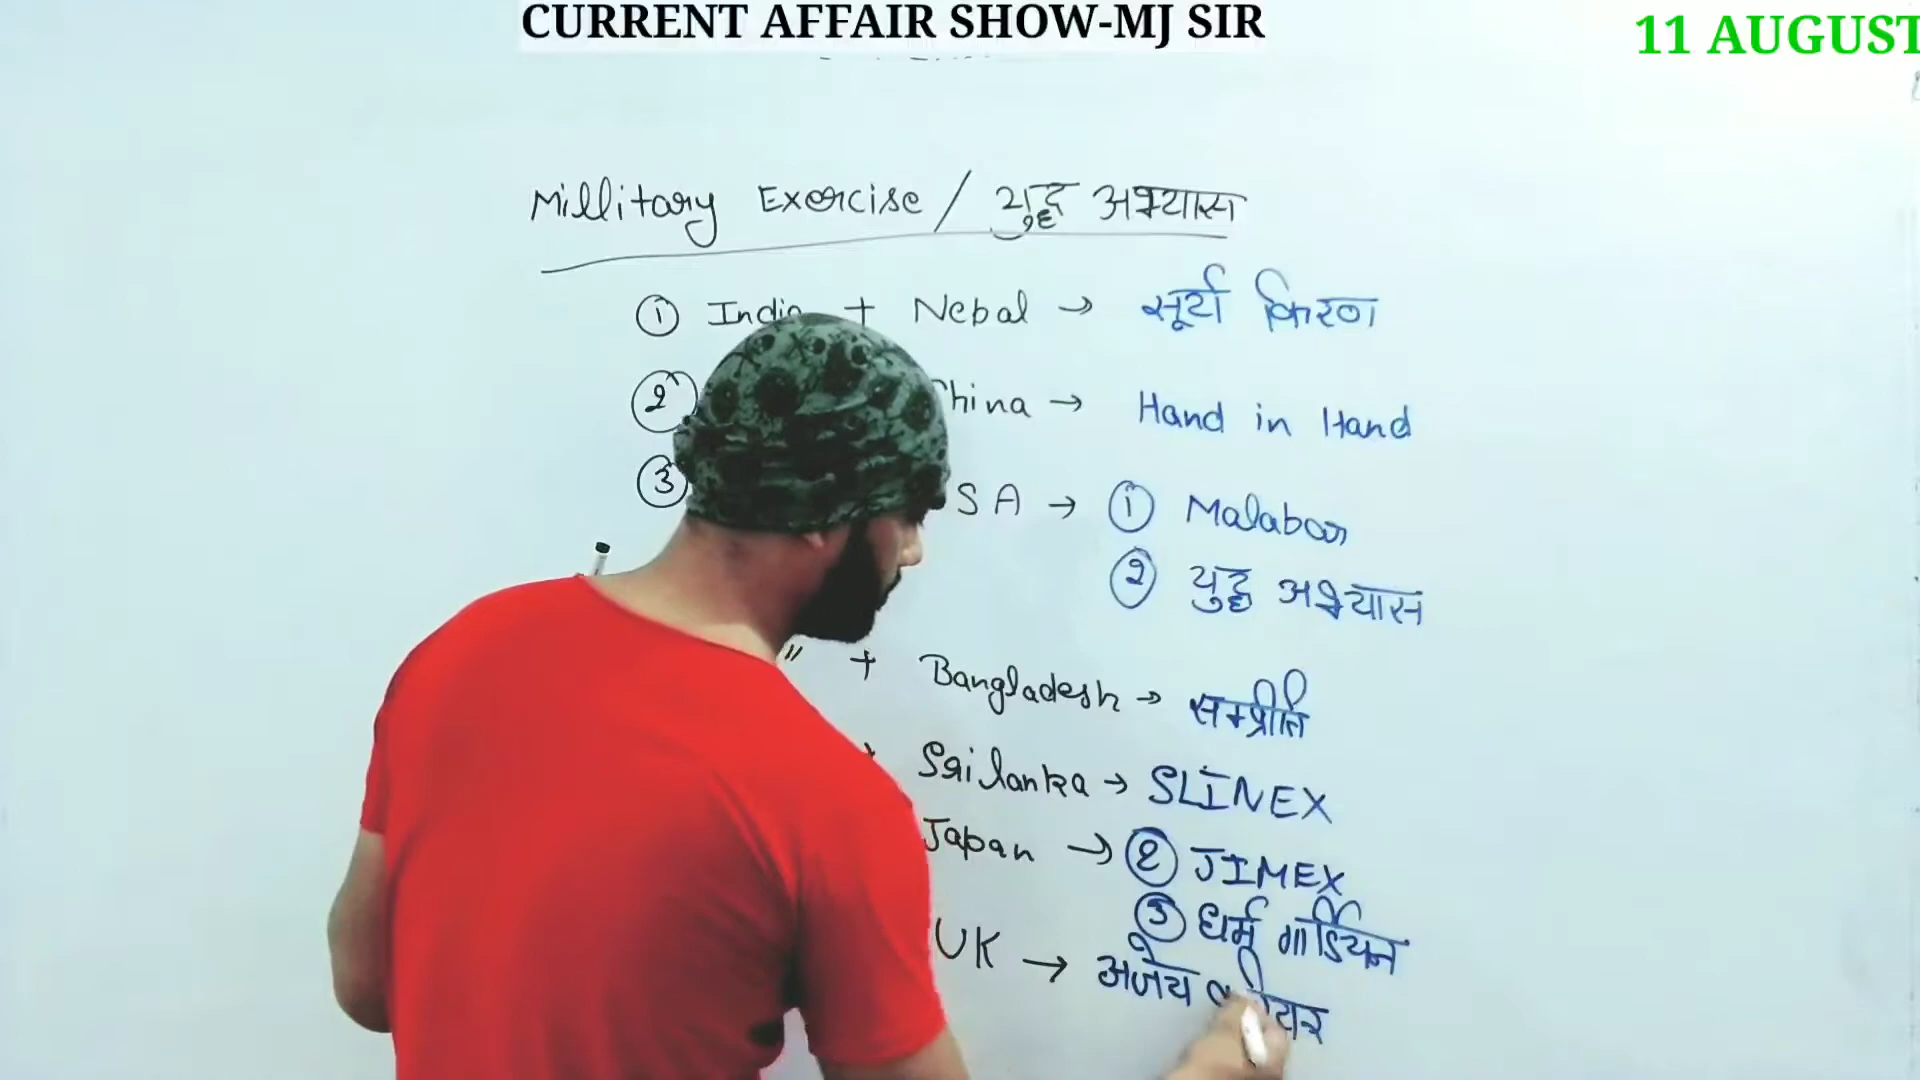 CURRENT AFFAIR SHOW-MJ SIR
11 AUGUST
Millitary Exercise / युद्ध अभ्यास
① India + Nepal → सूर्या किरण
② China → Hand in Hand
③ SA → ① Malabar
② युद्ध अभ्यास
" + Bangladesh → सम्प्रीति
+ Srilanka → SLINEX
Japan → ② JIMEX
③ धर्म गार्डियन
UK → अजेय